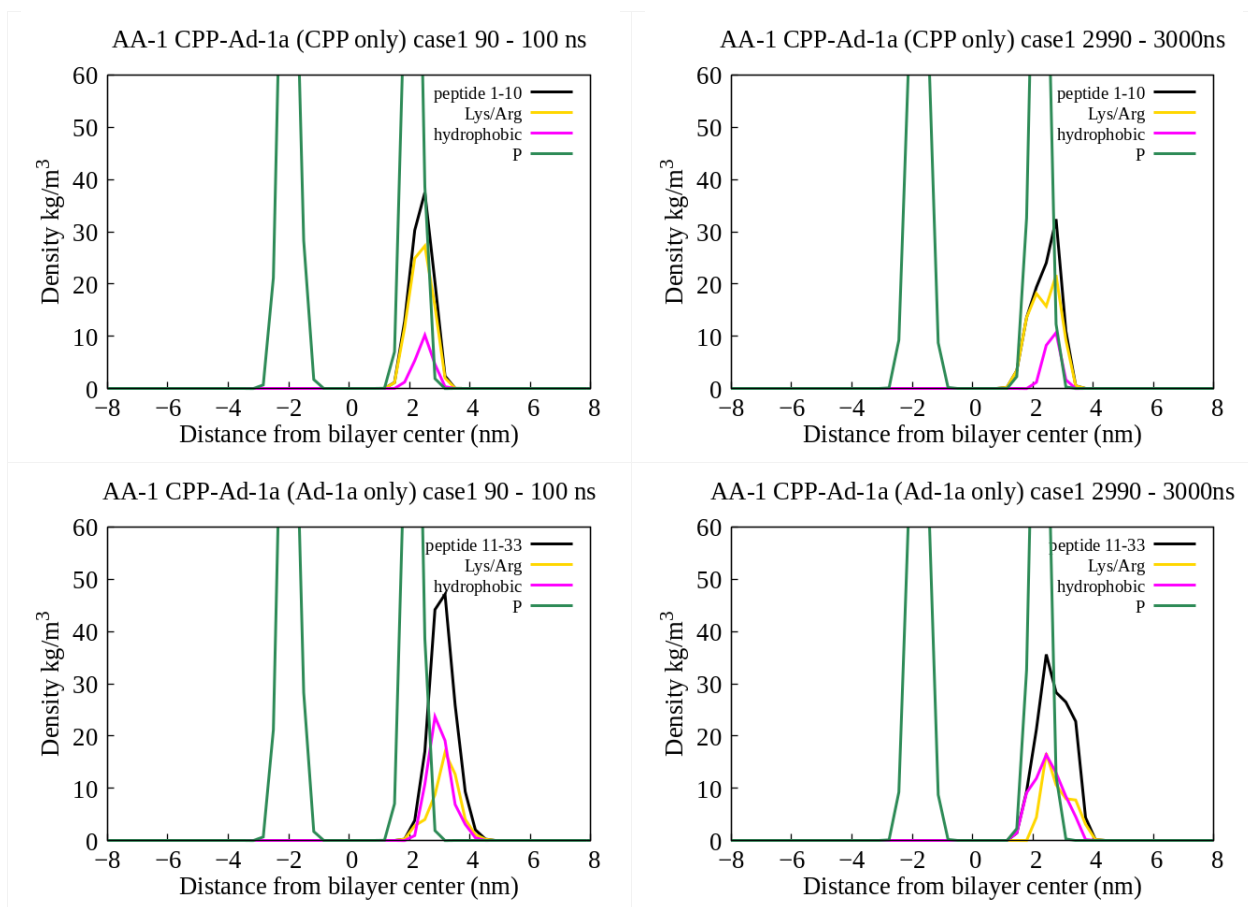 AA-1 CPP-Ad-1a (CPP only) case1 90 - 100 ns
60
50
40
30
20
10
0
Density kg/m³
peptide 1-10
Lys/Arg
hydrophobic
P
−8 −6 −4 −2 0 2 4 6 8
Distance from bilayer center (nm)
AA-1 CPP-Ad-1a (CPP only) case1 2990 - 3000ns
60
50
40
30
20
10
0
Density kg/m³
peptide 1-10
Lys/Arg
hydrophobic
P
−8 −6 −4 −2 0 2 4 6 8
Distance from bilayer center (nm)
AA-1 CPP-Ad-1a (Ad-1a only) case1 90 - 100 ns
60
50
40
30
20
10
0
Density kg/m³
peptide 11-33
Lys/Arg
hydrophobic
P
−8 −6 −4 −2 0 2 4 6 8
Distance from bilayer center (nm)
AA-1 CPP-Ad-1a (Ad-1a only) case1 2990 - 3000ns
60
50
40
30
20
10
0
Density kg/m³
peptide 11-33
Lys/Arg
hydrophobic
P
−8 −6 −4 −2 0 2 4 6 8
Distance from bilayer center (nm)